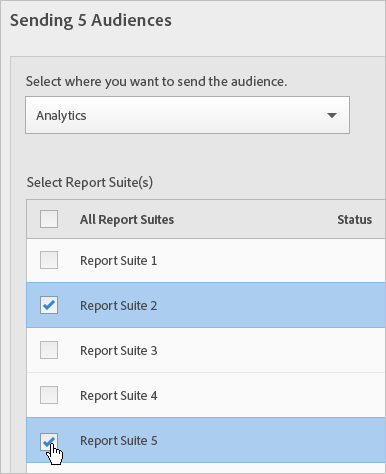 Sending 5 Audiences
Select where you want to send the audience.
Analytics
Select Report Suite(s)
All Report Suites Status
Report Suite 1
Report Suite 2
Report Suite 3
Report Suite 4
Report Suite 5